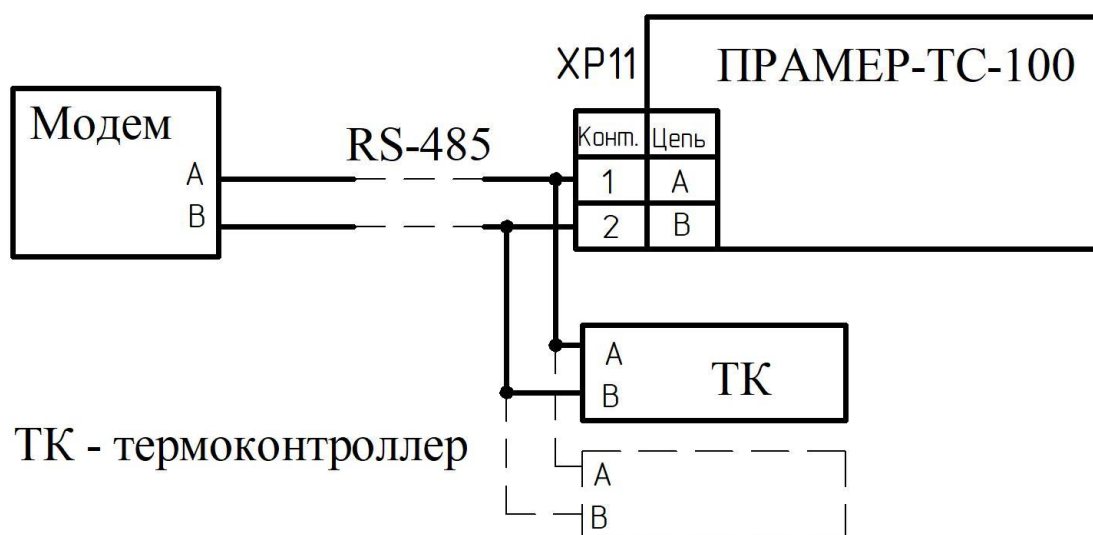 XP11
ПРАМЕР-ТС-100
Модем
RS-485
Конт. Цепь
A
1 A
B
2 B
A
ТК
B
ТК - термоконтроллер
A
B